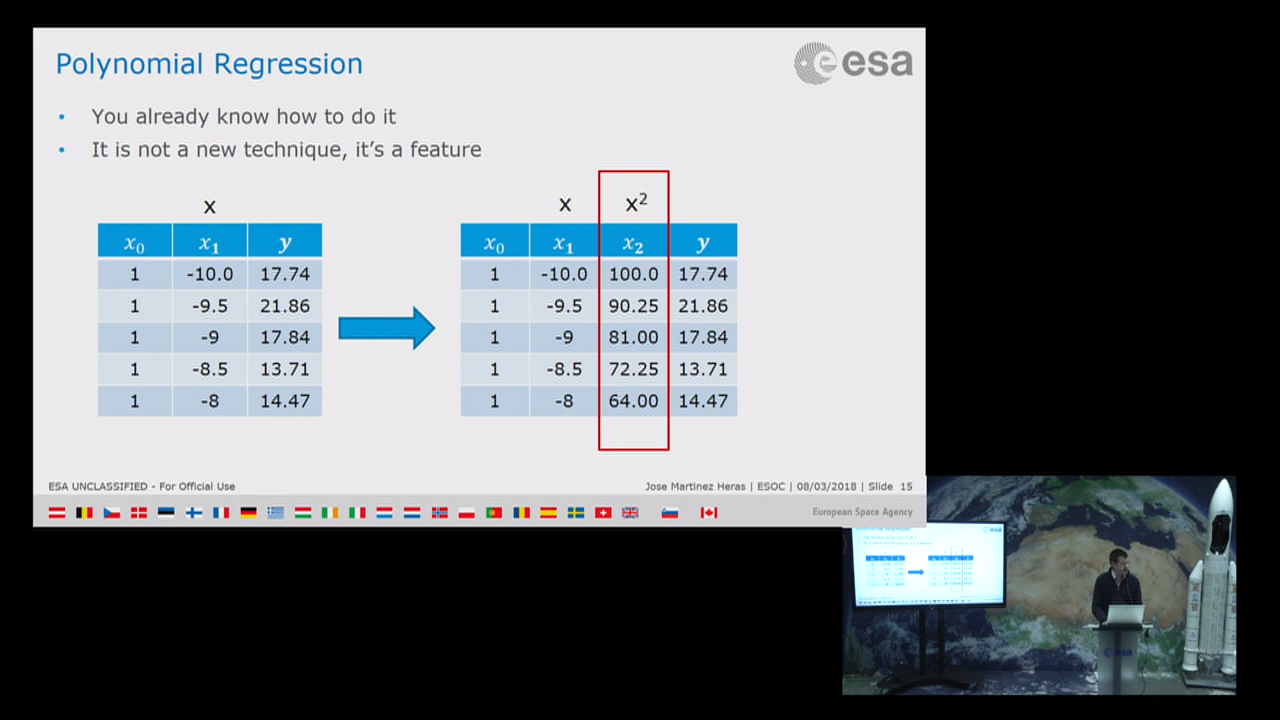 Polynomial Regression
esa
• You already know how to do it
• It is not a new technique, it's a feature
x
x₀ x₁ y
1 -10.0 17.74
1 -9.5 21.86
1 -9 17.84
1 -8.5 13.71
1 -8 14.47
x x²
x₀ x₁ x₂ y
1 -10.0 100.0 17.74
1 -9.5 90.25 21.86
1 -9 81.00 17.84
1 -8.5 72.25 13.71
1 -8 64.00 14.47
ESA UNCLASSIFIED - For Official Use
Jose Martinez Heras | ESOC | 08/03/2018 | Slide 15
European Space Agency
Polynomial Regression
esa
esa